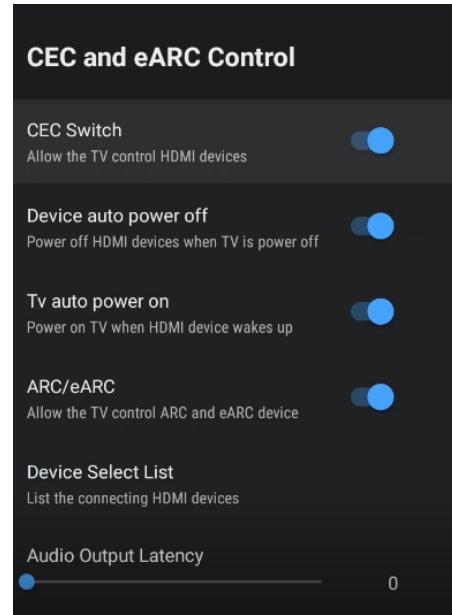 CEC and eARC Control
CEC Switch
Allow the TV control HDMI devices
Device auto power off
Power off HDMI devices when TV is power off
Tv auto power on
Power on TV when HDMI device wakes up
ARC/eARC
Allow the TV control ARC and eARC device
Device Select List
List the connecting HDMI devices
Audio Output Latency
0